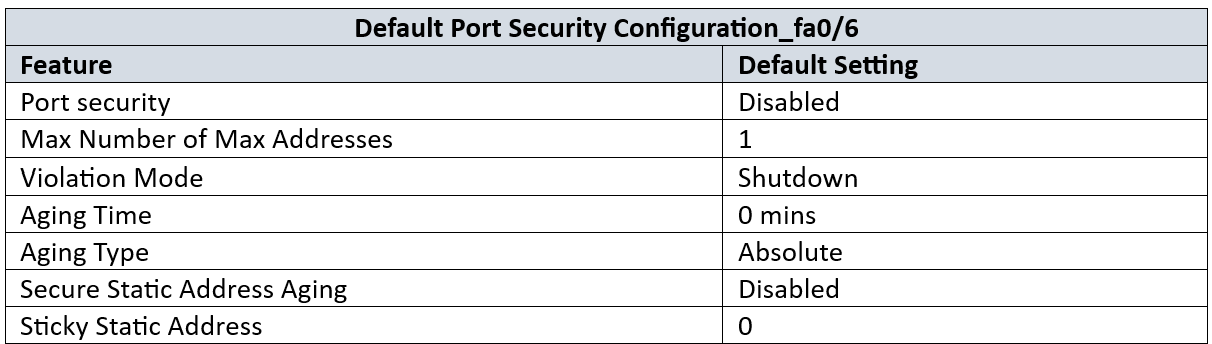 Default Port Security Configuration_fa0/6
Feature Default Setting
Port security Disabled
Max Number of Max Addresses 1
Violation Mode Shutdown
Aging Time 0 mins
Aging Type Absolute
Secure Static Address Aging Disabled
Sticky Static Address 0